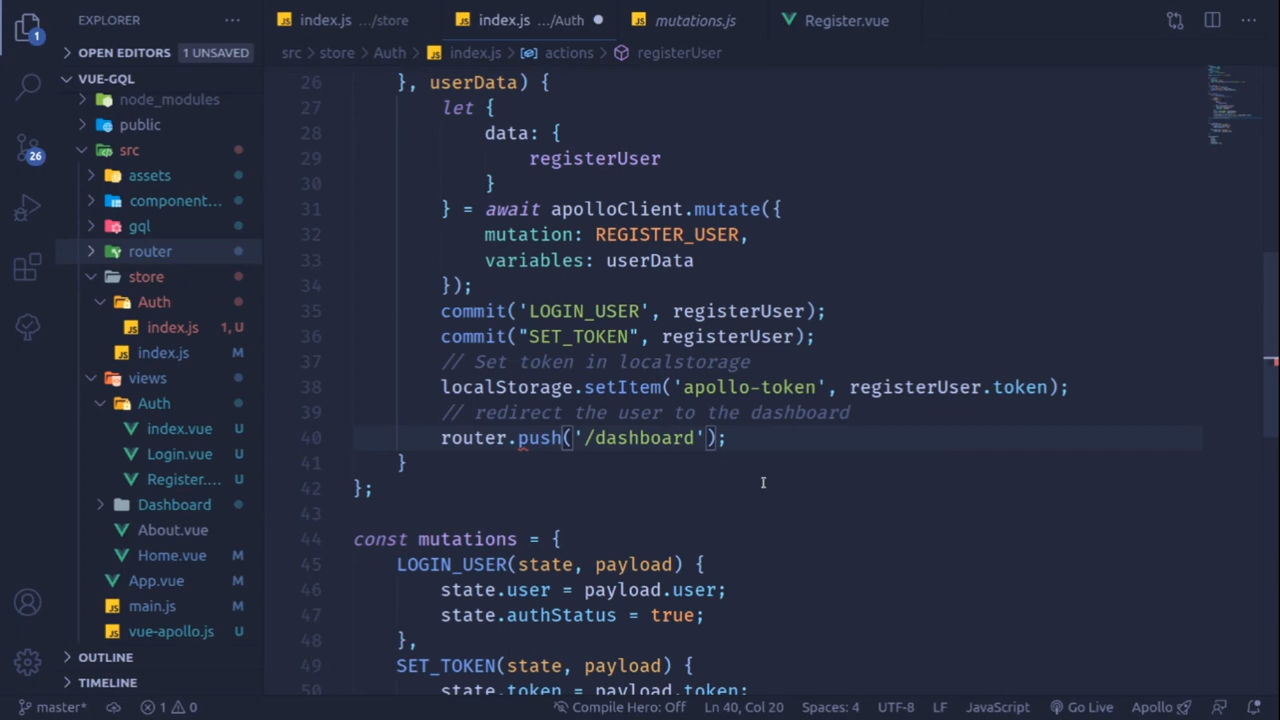 EXPLORER
index.js .../store
index.js .../Auth
mutations.js
Register.vue
OPEN EDITORS 1 UNSAVED
src > store > Auth > index.js > actions > registerUser
VUE-GQL
node_modules
public
src
assets
component...
gql
router
store
Auth
index.js 1, U
index.js M
views
Auth
index.vue U
Login.vue U
Register.... U
Dashboard
About.vue
Home.vue M
App.vue M
main.js M
vue-apollo.js U
OUTLINE
TIMELINE
1
26
26 }, userData) {
27 let {
28 data: {
29 registerUser
30 }
31 } = await apolloClient.mutate({
32 mutation: REGISTER_USER,
33 variables: userData
34 });
35 commit('LOGIN_USER', registerUser);
36 commit("SET_TOKEN", registerUser);
37 // Set token in localstorage
38 localStorage.setItem('apollo-token', registerUser.token);
39 // redirect the user to the dashboard
40 router.push('/dashboard');
41 }
42 };
43
44 const mutations = {
45 LOGIN_USER(state, payload) {
46 state.user = payload.user;
47 state.authStatus = true;
48 },
49 SET_TOKEN(state, payload) {
50 state.token = payload.token;
master* 1 0 Compile Hero: Off Ln 40, Col 20 Spaces: 4 UTF-8 LF JavaScript Go Live Apollo